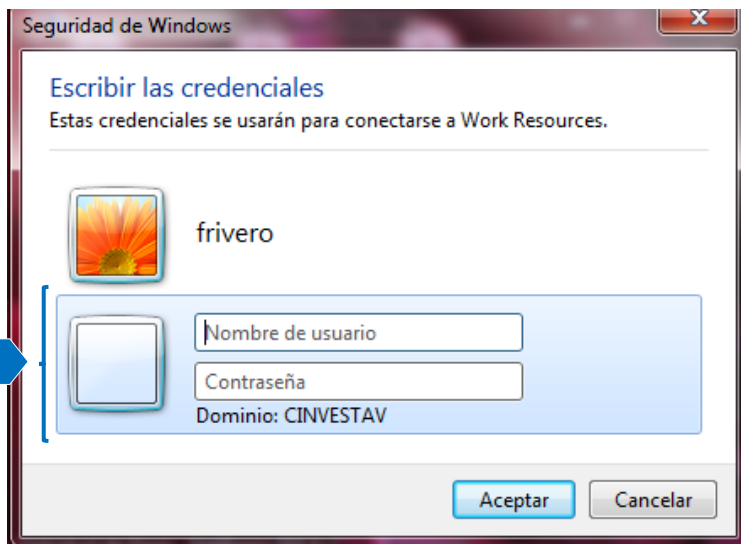 Seguridad de Windows
Escribir las credenciales
Estas credenciales se usarán para conectarse a Work Resources.
frivero
Nombre de usuario
Contraseña
Dominio: CINVESTAV
Aceptar
Cancelar